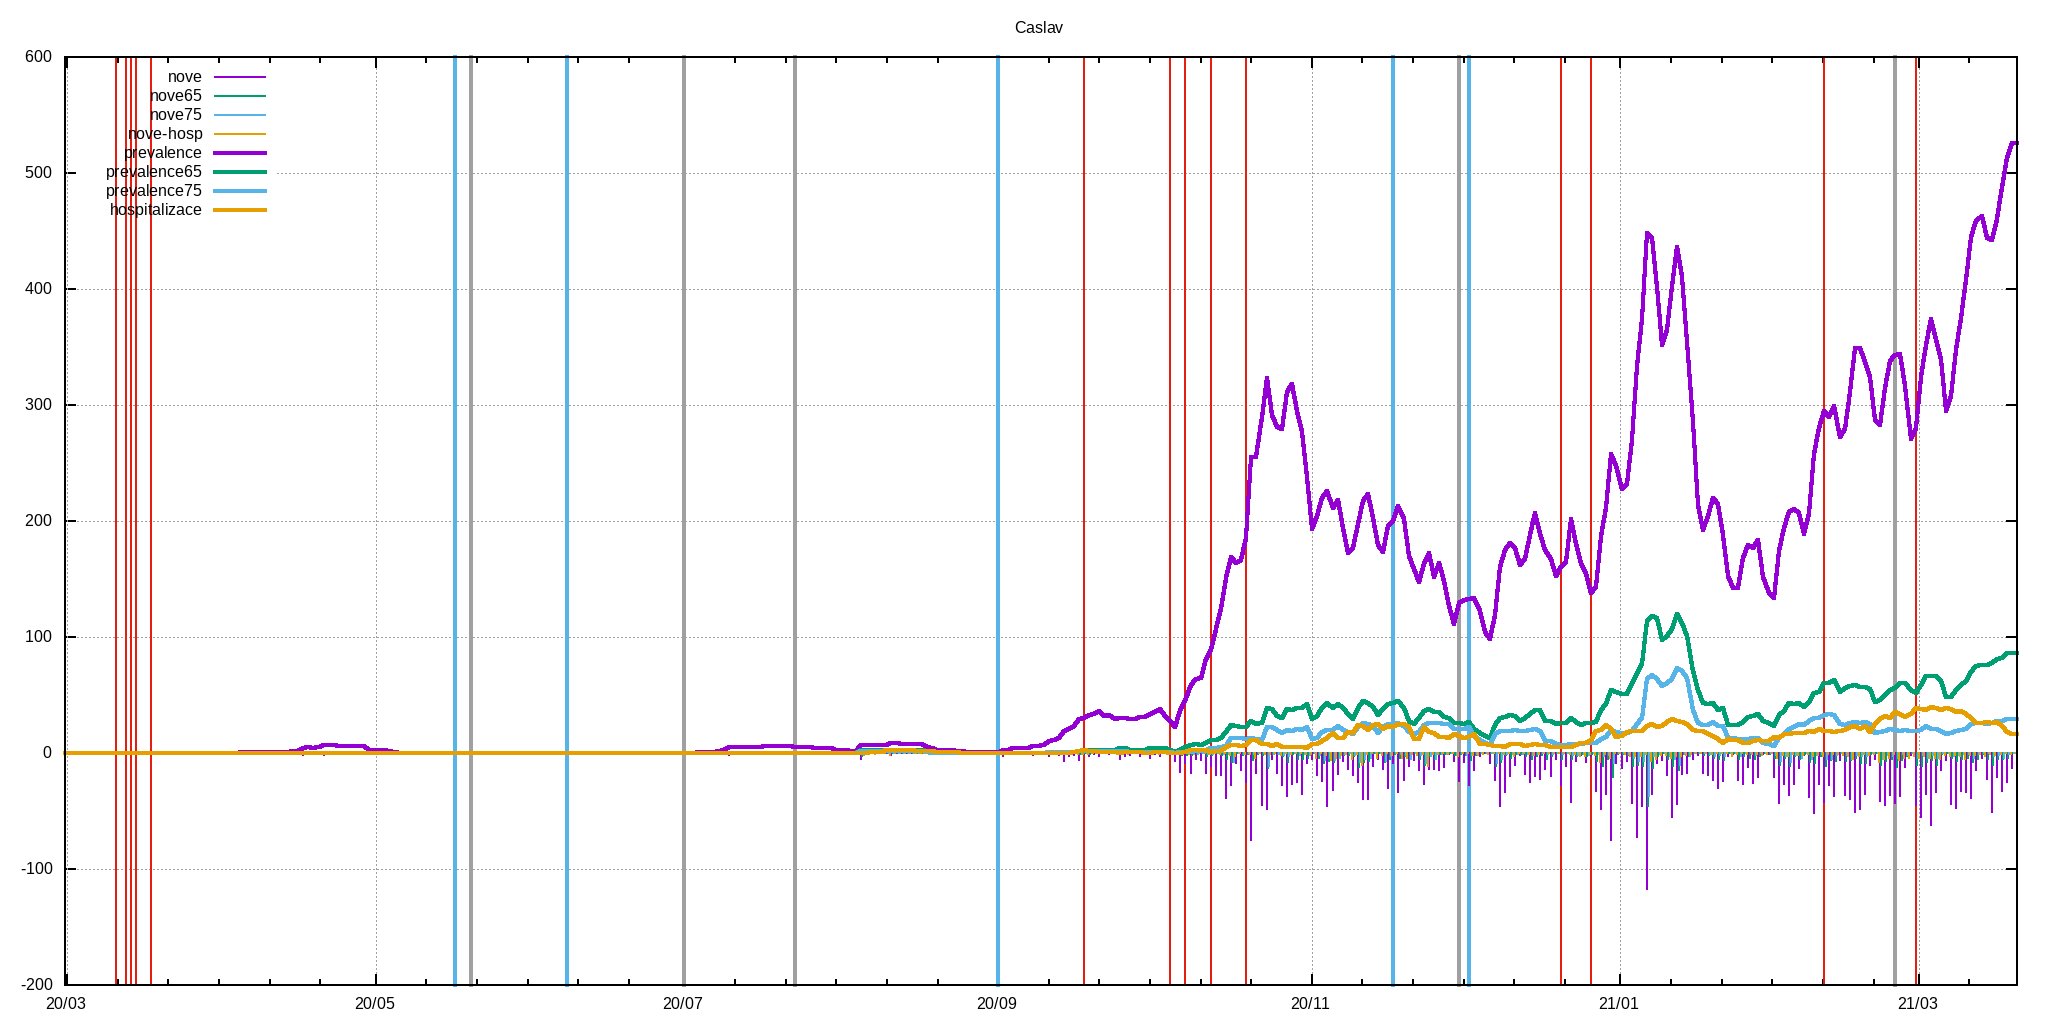 Caslav
600
500
400
300
200
100
0
-100
-200
nove
nove65
nove75
nove-hosp
prevalence
prevalence65
prevalence75
hospitalizace
20/03 20/05 20/07 20/09 20/11 21/01 21/03